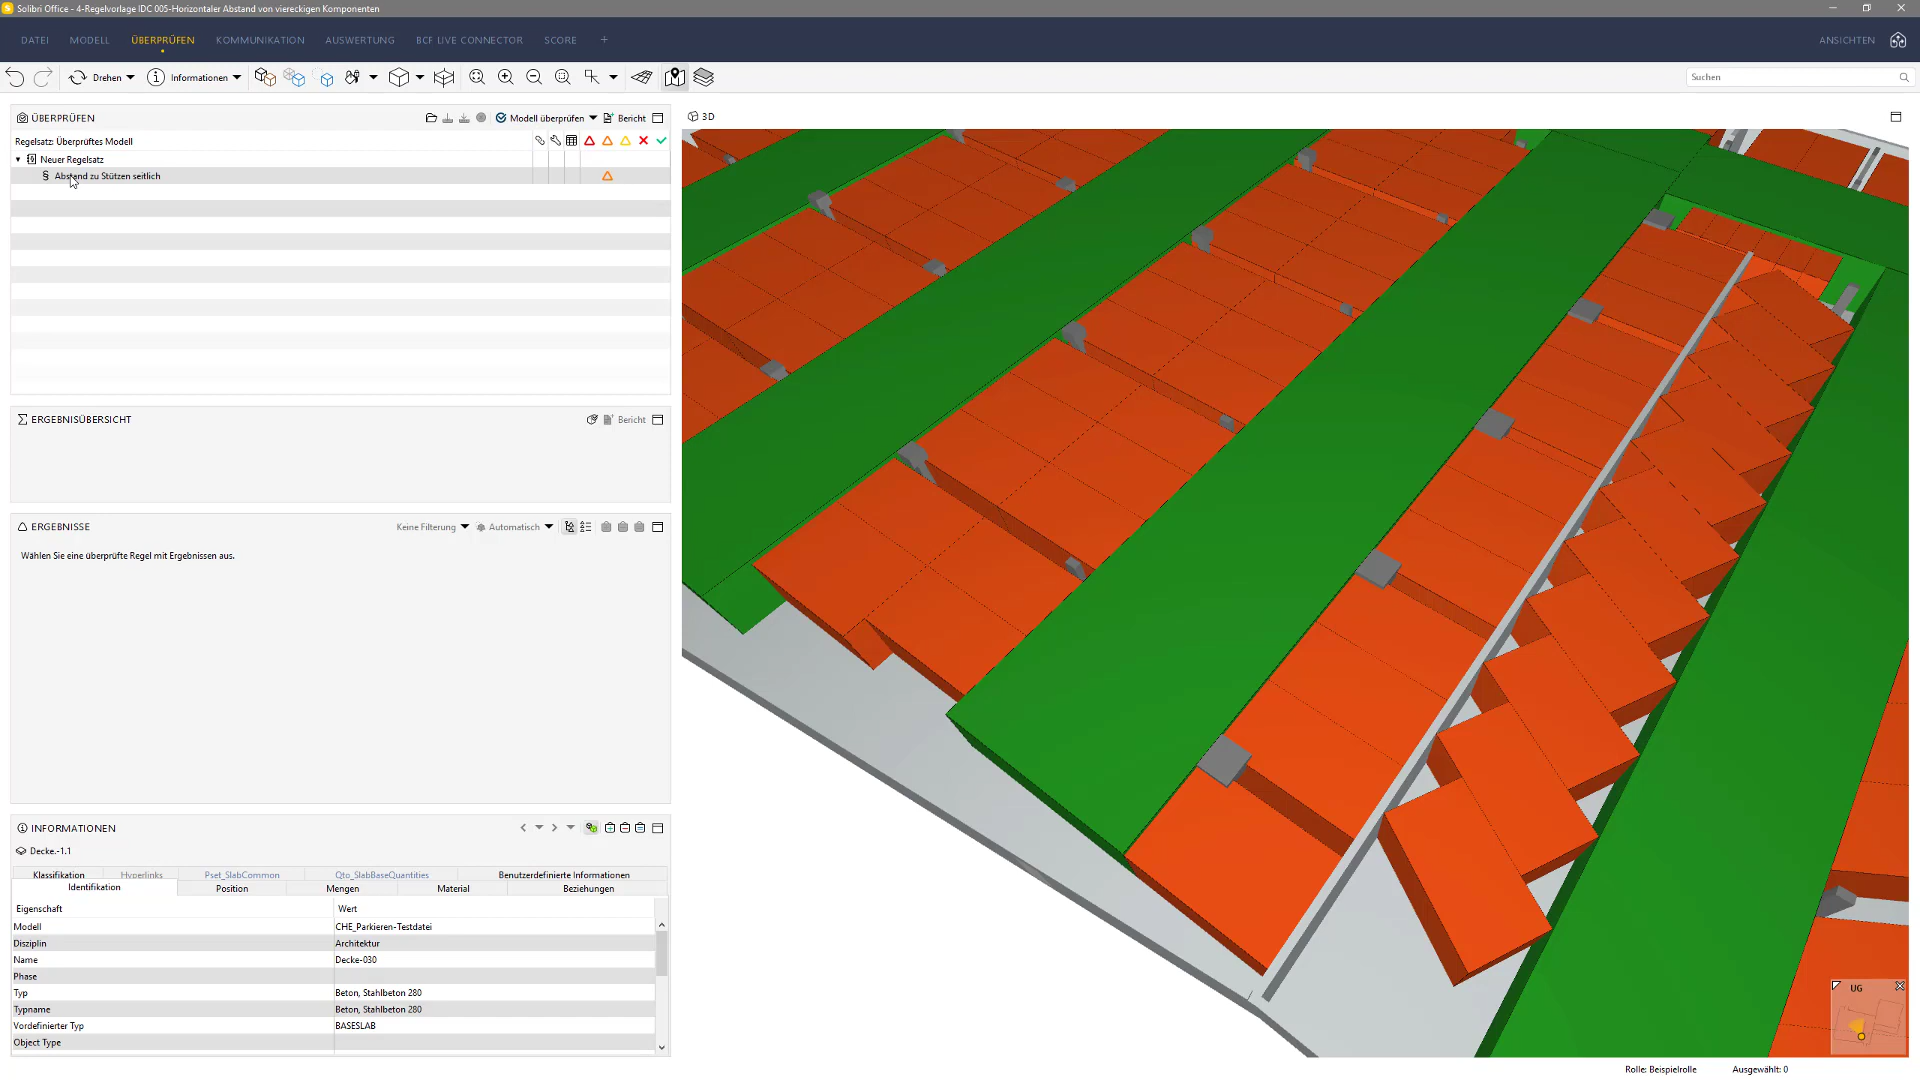 Solibri Office - 4-Regelvorlage IDC 005-Horizontaler Abstand von viereckigen Komponenten
DATEI MODELL ÜBERPRÜFEN KOMMUNIKATION AUSWERTUNG BCF LIVE CONNECTOR SCORE + ANSICHTEN
Drehen Informationen Suchen
ÜBERPRÜFEN Modell überprüfen Bericht
Regelsatz: Überprüftes Modell
Neuer Regelsatz
§ Abstand zu Stützen seitlich
ERGEBNISÜBERSICHT Bericht
ERGEBNISSE Keine Filterung Automatisch
Wählen Sie eine überprüfte Regel mit Ergebnissen aus.
INFORMATIONEN
Decke.-1.1
Klassifikation Hyperlinks Pset_SlabCommon Qto_SlabBaseQuantities Benutzerdefinierte Informationen
Identifikation Position Mengen Material Beziehungen
Eigenschaft Wert
Modell CHE_Parkieren-Testdatei
Disziplin Architektur
Name Decke-030
Phase
Typ Beton, Stahlbeton 280
Typname Beton, Stahlbeton 280
Vordefinierter Typ BASESLAB
Object Type
3D
UG
Rolle: Beispielrolle Ausgewählt: 0